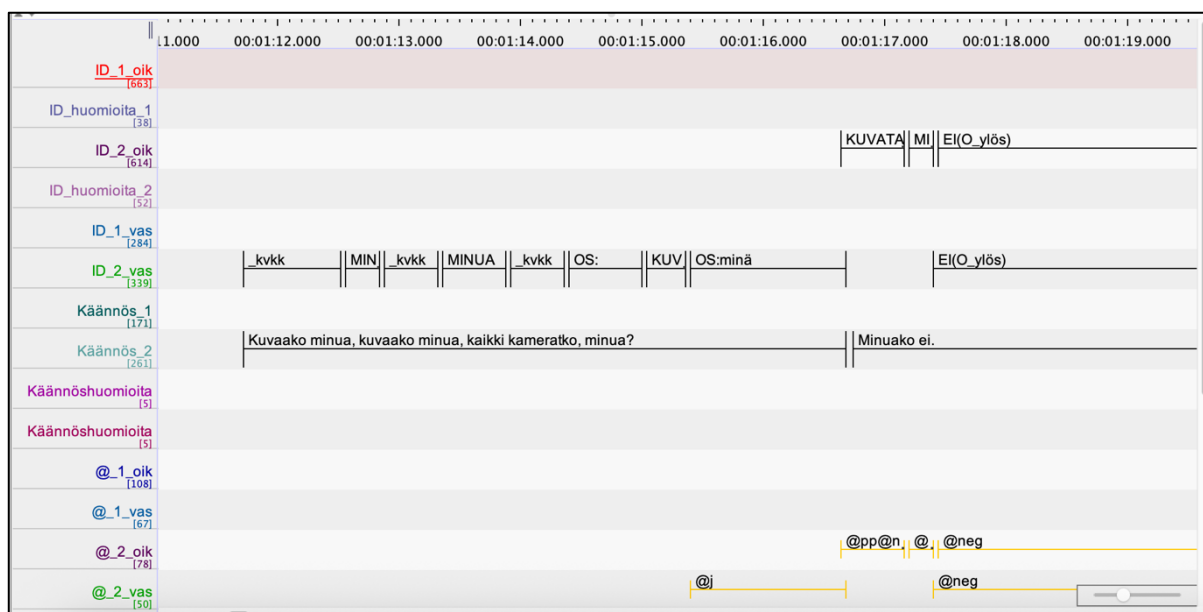 11.000 00:01:12.000 00:01:13.000 00:01:14.000 00:01:15.000 00:01:16.000 00:01:17.000 00:01:18.000 00:01:19.000
ID_1_oik
[663]
ID_huomioita_1
[38]
ID_2_oik KUVATA MI EI(O_ylös)
[614]
ID_huomioita_2
[52]
ID_1_vas
[284]
ID_2_vas _kvkk MIN _kvkk MINUA _kvkk OS: KUV OS:minä EI(O_ylös)
[339]
Käännös_1
[171]
Käännös_2 Kuvaako minua, kuvaako minua, kaikki kameratko, minua? Minuako ei.
[261]
Käännöshuomioita
[5]
Käännöshuomioita
[5]
@_1_oik
[108]
@_1_vas
[67]
@_2_oik @pp@n @ @neg
[78]
@_2_vas @j @neg
[50]